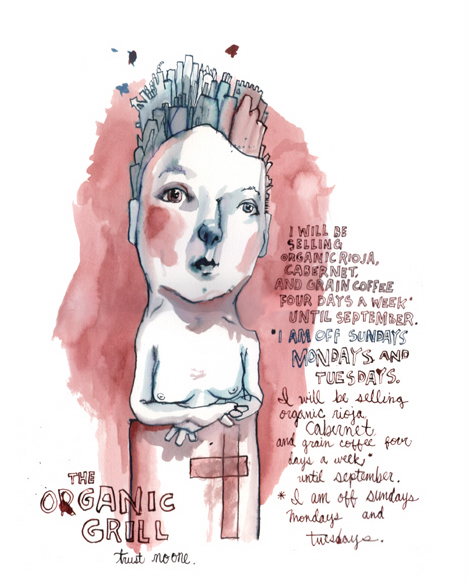 I WILL BE
SELLING
ORGANIC RIOJA,
CABERNET,
AND GRAIN COFFEE
FOUR DAYS A WEEK*
UNTIL SEPTEMBER.
*I AM OFF SUNDAYS
MONDAYS AND
TUESDAYS.
I will be selling
organic rioja,
Cabernet,
and grain coffee four
days a week*
until september.
* I am off sundays
mondays and
tuesdays.
THE
ORGANIC
GRILL
trust no one.